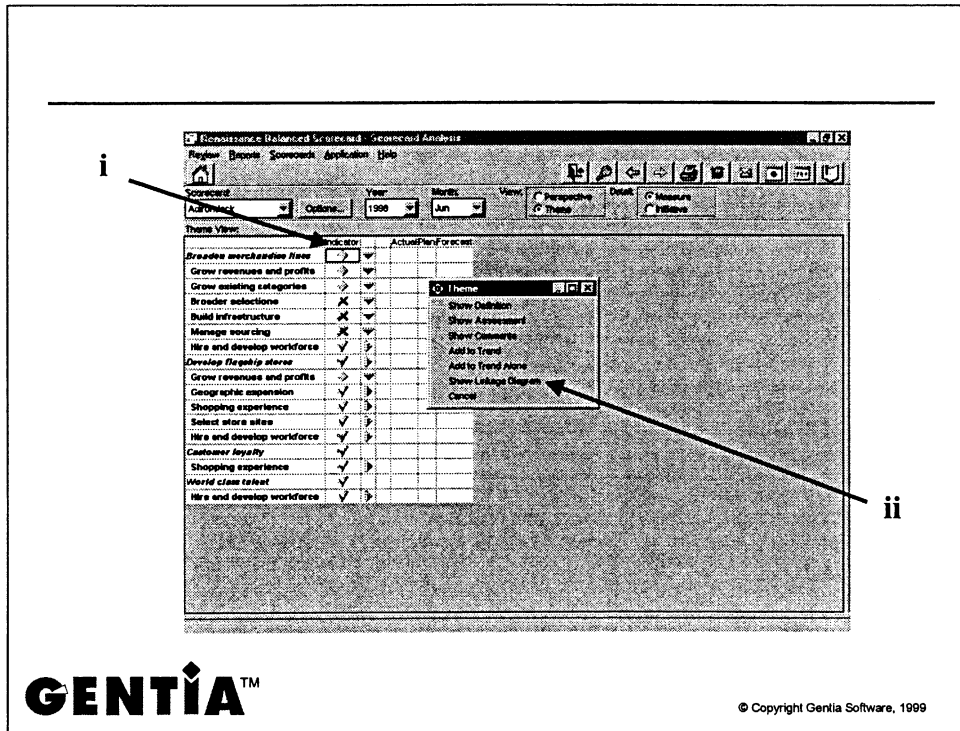 Renaissance Balanced Scorecard - Scorecard Analysis
i
Review Reports Scorecards Application Help
Scorecard: Year: Month: View: Perspective Detail: Measure
Adirondack Options... 1998 Jun Theme Initiative
Theme View:
Indicator Actual Plan Forecast
Broaden merchandise lines
Grow revenues and profits
Grow existing categories
Broader selections
Build infrastructure
Manage sourcing
Hire and develop workforce
Develop flagship stores
Grow revenues and profits
Geographic expansion
Shopping experience
Select store sites
Hire and develop workforce
Customer loyalty
Shopping experience
World class talent
Hire and develop workforce
Theme
Show Definition
Show Assessment
Show Comments
Add to Trend
Add to Trend Alone
Show Linkage Diagram
Cancel
ii
GENTIA™
© Copyright Gentia Software, 1999